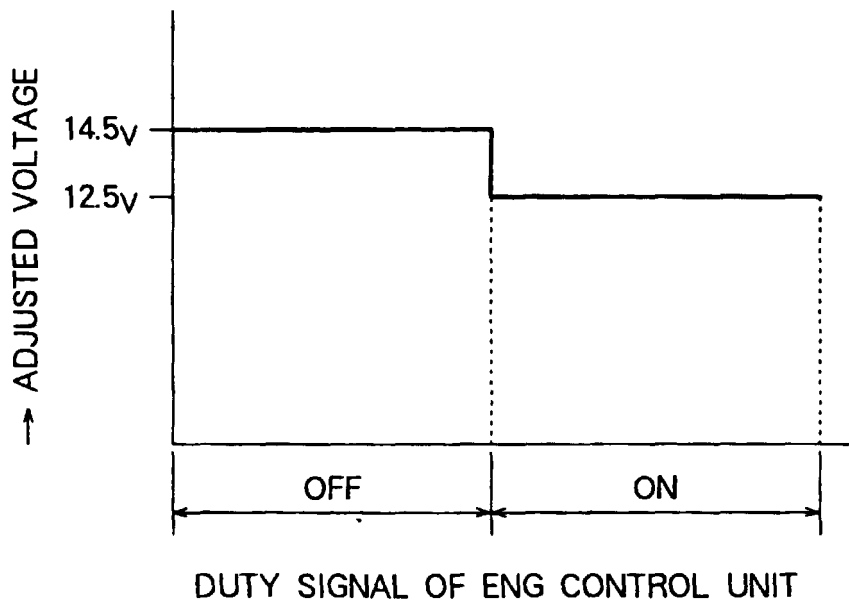 → ADJUSTED VOLTAGE
14.5V
12.5V
OFF
ON
DUTY SIGNAL OF ENG CONTROL UNIT